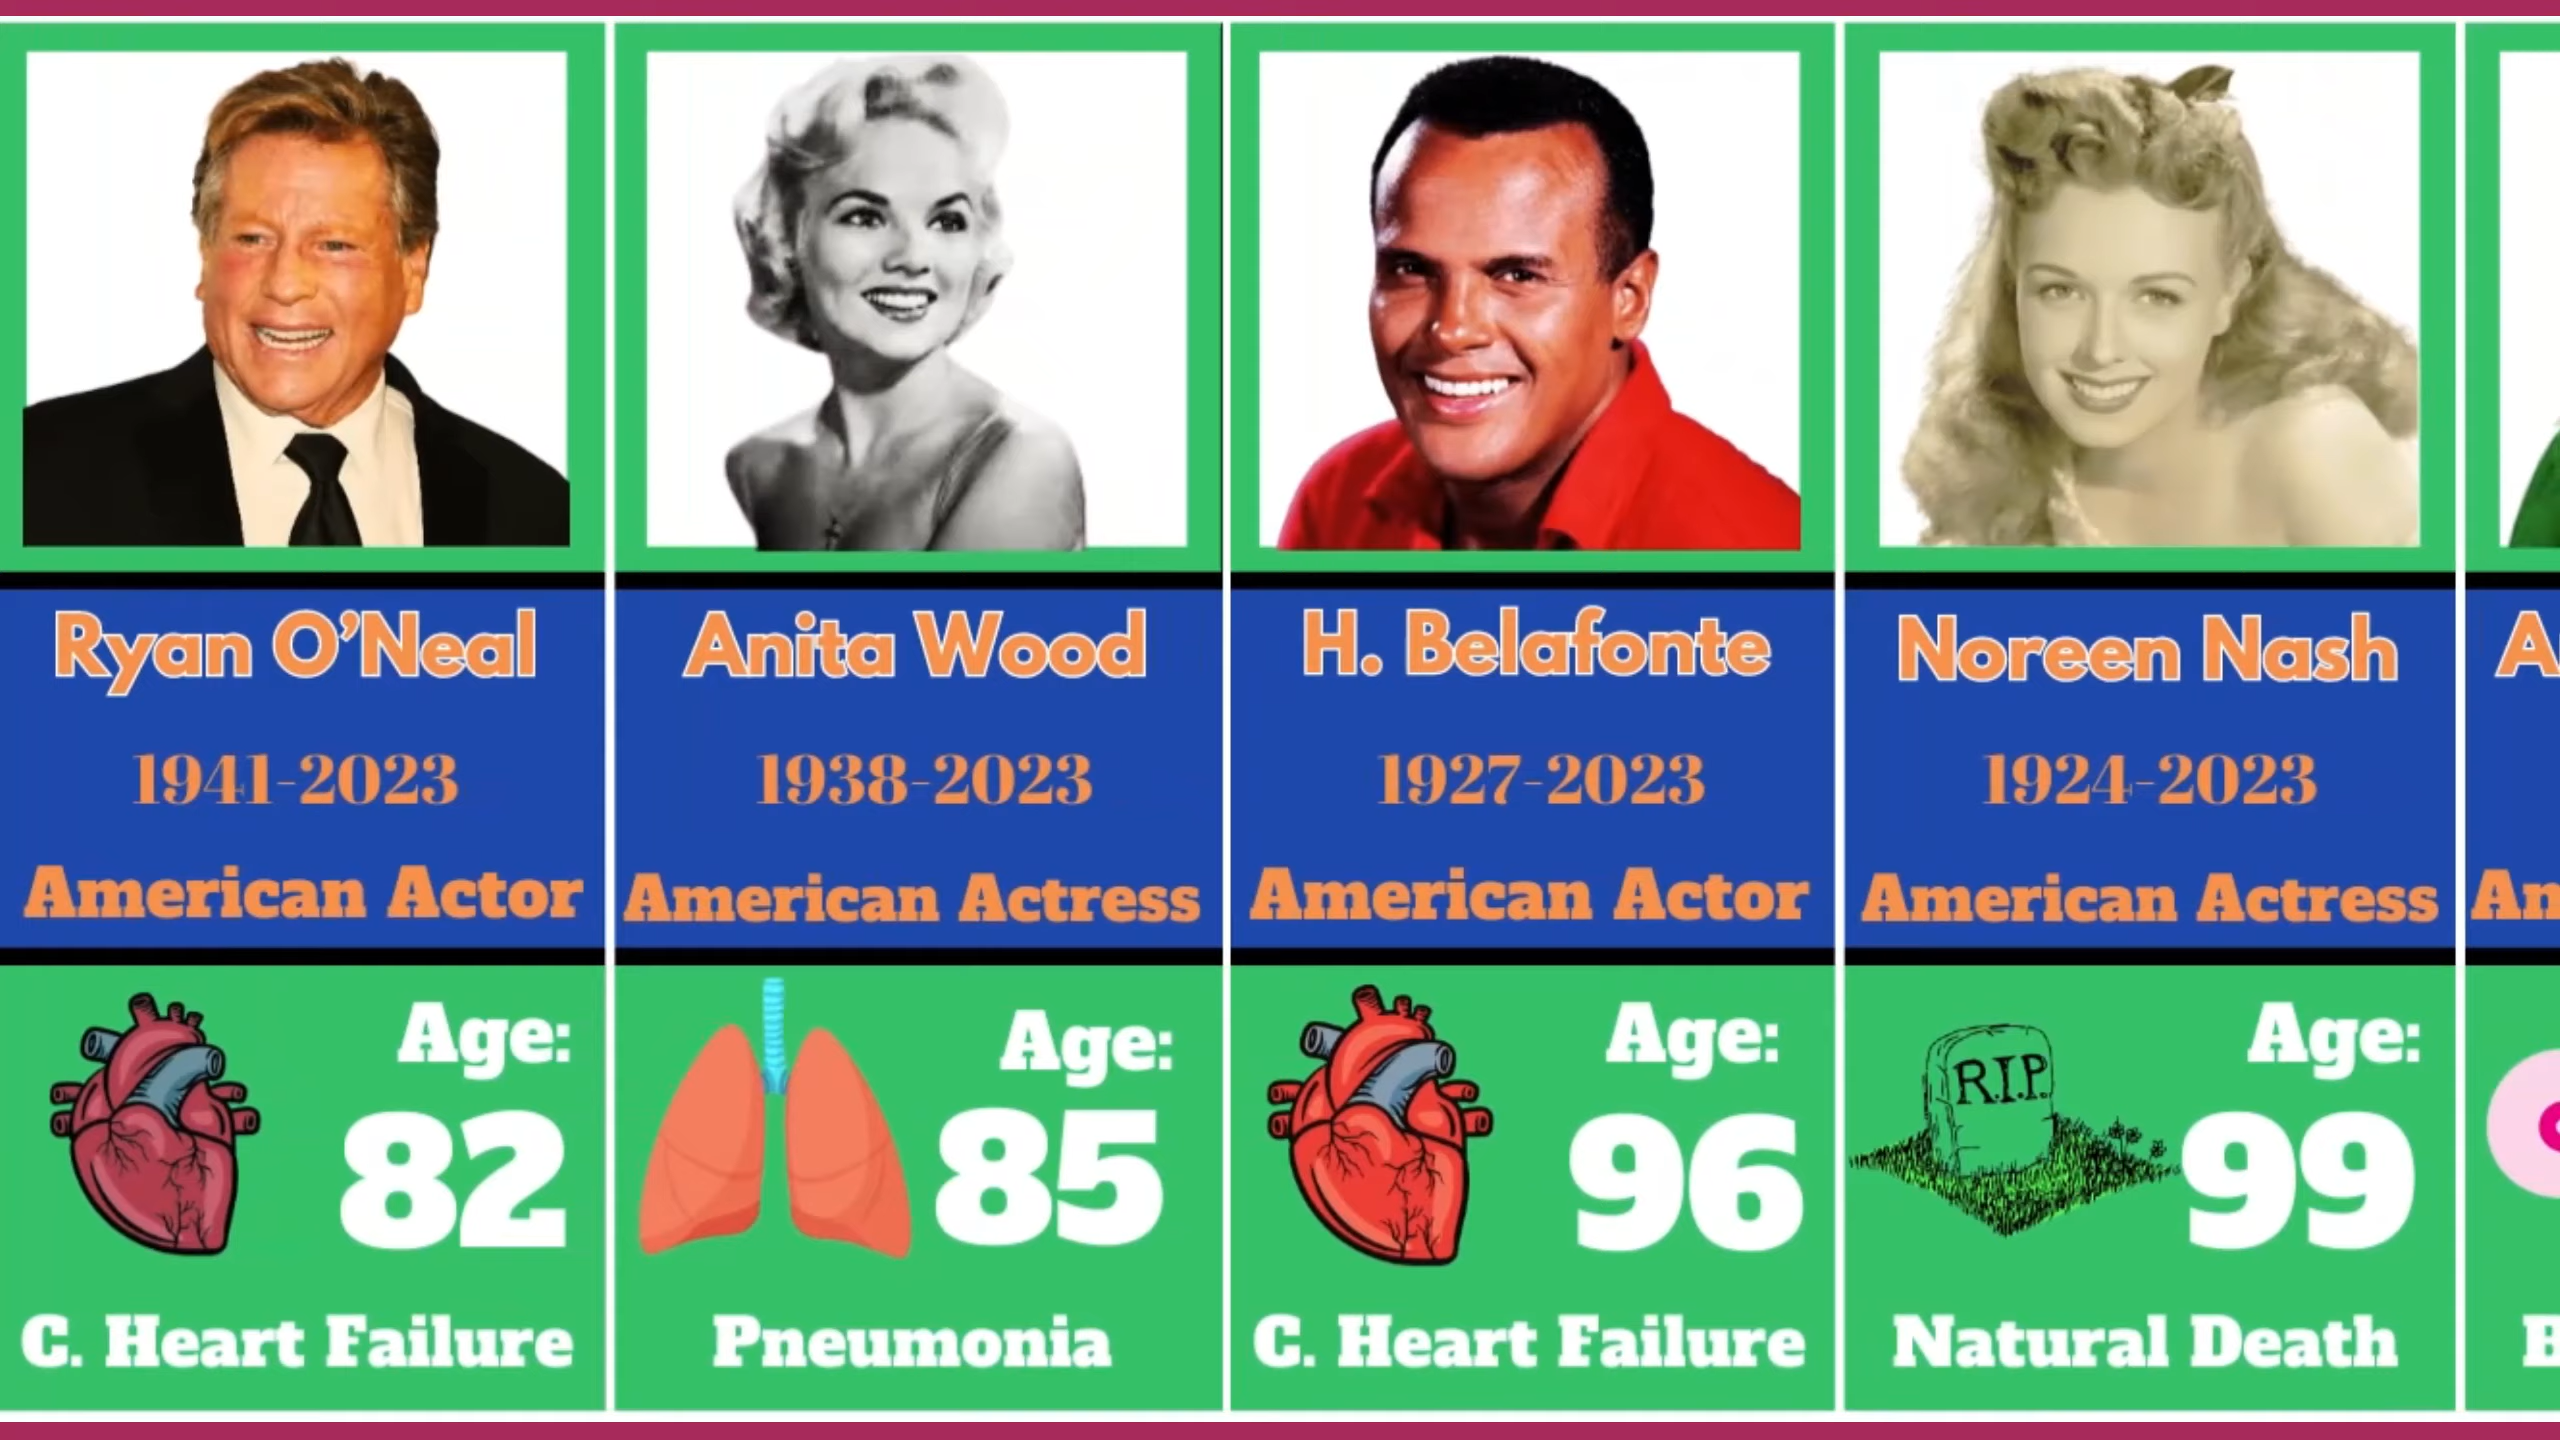 Ryan O'Neal
1941-2023
American Actor
Age:
82
C. Heart Failure
Anita Wood
1938-2023
American Actress
Age:
85
Pneumonia
H. Belafonte
1927-2023
American Actor
Age:
96
C. Heart Failure
Noreen Nash
1924-2023
American Actress
R.I.P.
Age:
99
Natural Death